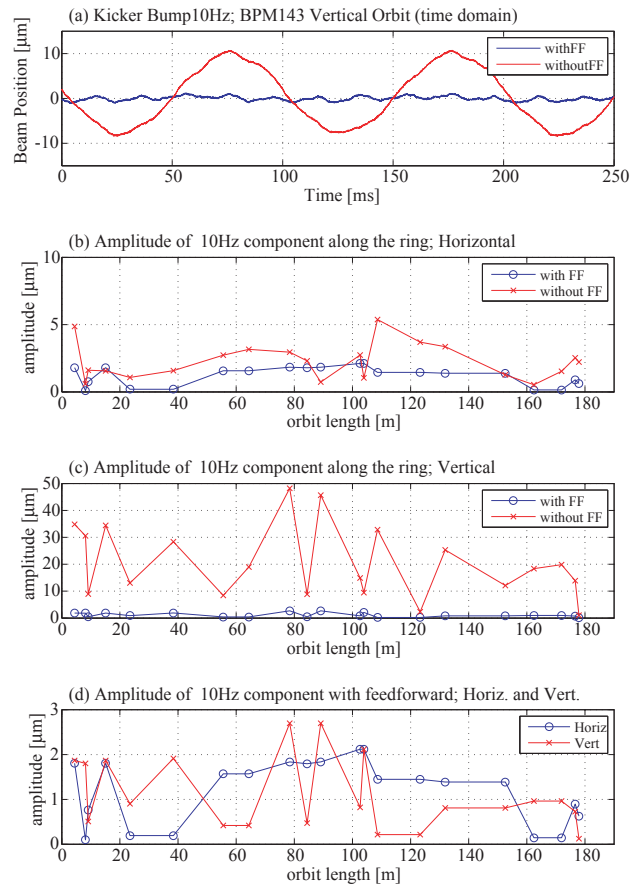 (a) Kicker Bump10Hz; BPM143 Vertical Orbit (time domain)
Beam Position [μm]
10
0
-10
withFF
withoutFF
0 50 100 150 200 250
Time [ms]
(b) Amplitude of 10Hz component along the ring; Horizontal
amplitude [μm]
10
5
0
with FF
without FF
0 20 40 60 80 100 120 140 160 180
orbit length [m]
(c) Amplitude of 10Hz component along the ring; Vertical
amplitude [μm]
50
40
30
20
10
0
with FF
without FF
0 20 40 60 80 100 120 140 160 180
orbit length [m]
(d) Amplitude of 10Hz component with feedforward; Horiz. and Vert.
amplitude [μm]
3
2
1
0
Horiz
Vert
0 20 40 60 80 100 120 140 160 180
orbit length [m]